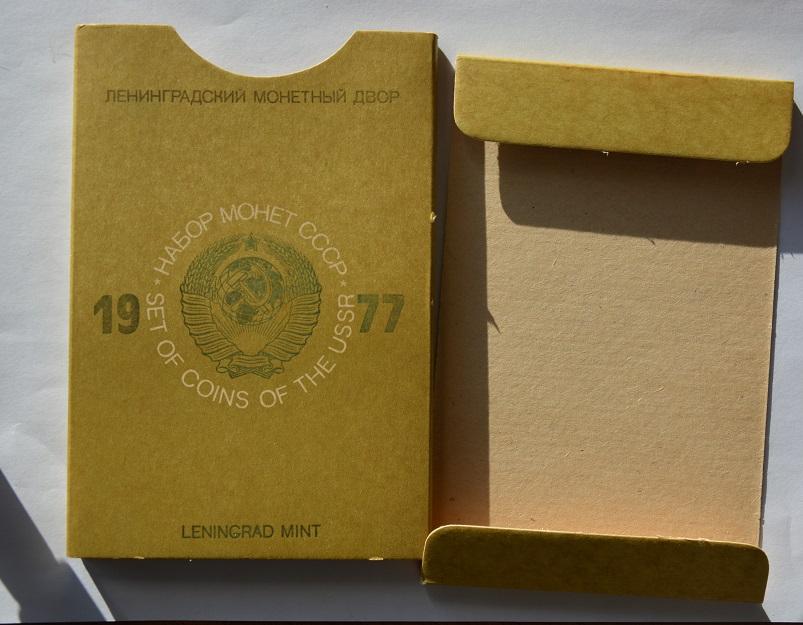 ЛЕНИНГРАДСКИЙ МОНЕТНЫЙ ДВОР
* НАБОР МОНЕТ СССР *
19 77
SET OF COINS OF THE USSR
LENINGRAD MINT